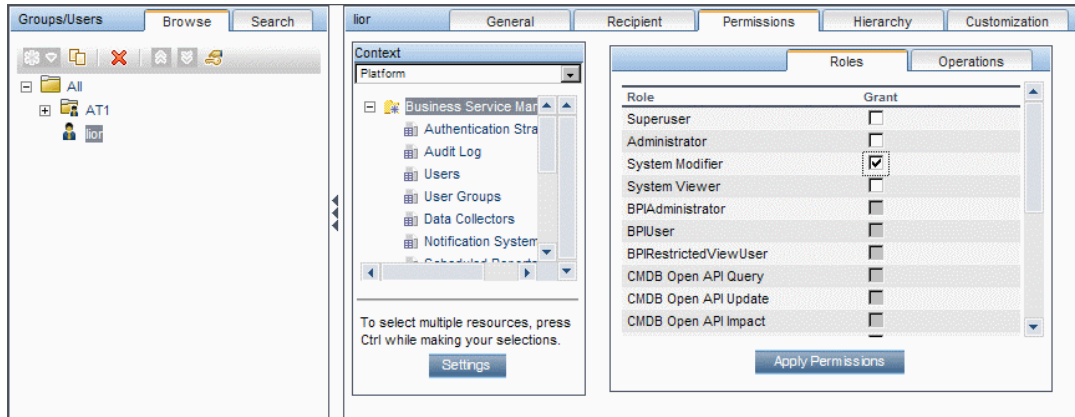 Groups/Users
Browse
Search
All
AT1
lior
lior
General
Recipient
Permissions
Hierarchy
Customization
Context
Platform
Business Service Mar
Authentication Stra
Audit Log
Users
User Groups
Data Collectors
Notification System
To select multiple resources, press
Ctrl while making your selections.
Settings
Roles
Operations
Role Grant
Superuser
Administrator
System Modifier
System Viewer
BPIAdministrator
BPIUser
BPIRestrictedViewUser
CMDB Open API Query
CMDB Open API Update
CMDB Open API Impact
Apply Permissions